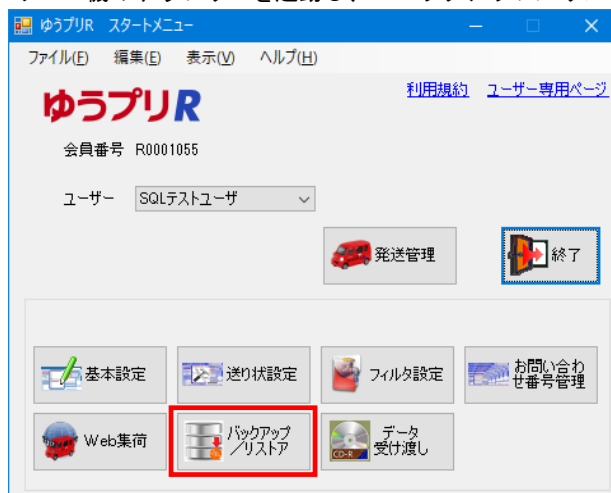 ゆうプリR スタートメニュー
ファイル(F) 編集(E) 表示(V) ヘルプ(H)
利用規約 ユーザー専用ページ
ゆうプリR
会員番号 R0001055
ユーザー SQLテストユーザ
発送管理
終了
基本設定
送り状設定
フィルタ設定
お問い合わ
せ番号管理
Web集荷
バックアップ
／リストア
CD-R
データ
受け渡し